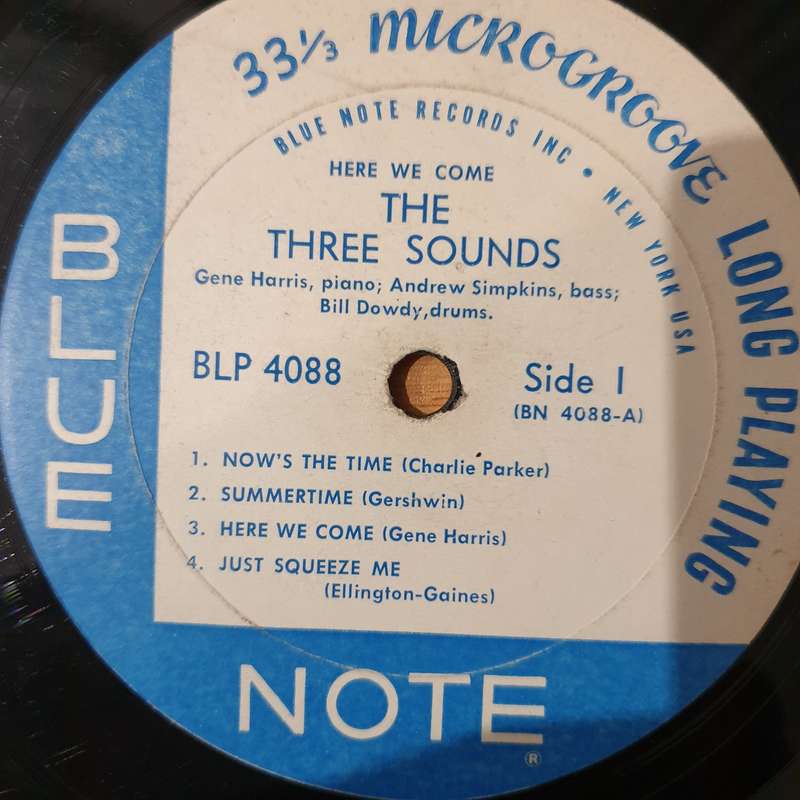 33⅓ MICROGROOVE LONG PLAYING
BLUE NOTE RECORDS INC • NEW YORK USA
HERE WE COME
THE
THREE SOUNDS
Gene Harris, piano; Andrew Simpkins, bass;
Bill Dowdy,drums.
BLP 4088
Side 1
(BN 4088-A)
1. NOW'S THE TIME (Charlie Parker)
2. SUMMERTIME (Gershwin)
3. HERE WE COME (Gene Harris)
4. JUST SQUEEZE ME
(Ellington-Gaines)
BLUE
NOTE
®